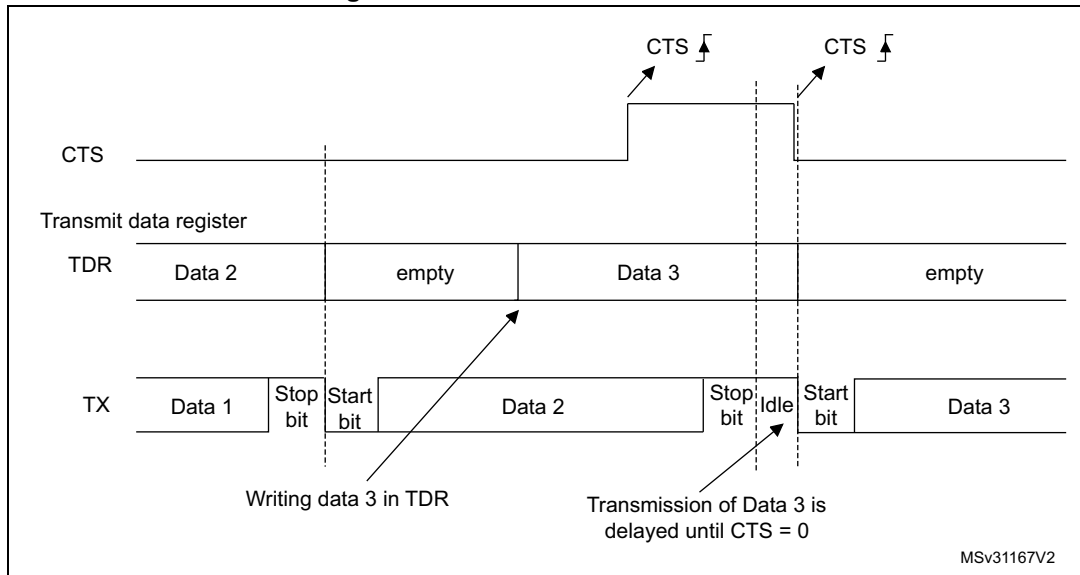 CTS
CTS
CTS
Transmit data register
TDR
Data 2
empty
Data 3
empty
TX
Data 1
Stop
bit
Start
bit
Data 2
Stop
bit
Idle
Start
bit
Data 3
Writing data 3 in TDR
Transmission of Data 3 is
delayed until CTS = 0
MSv31167V2